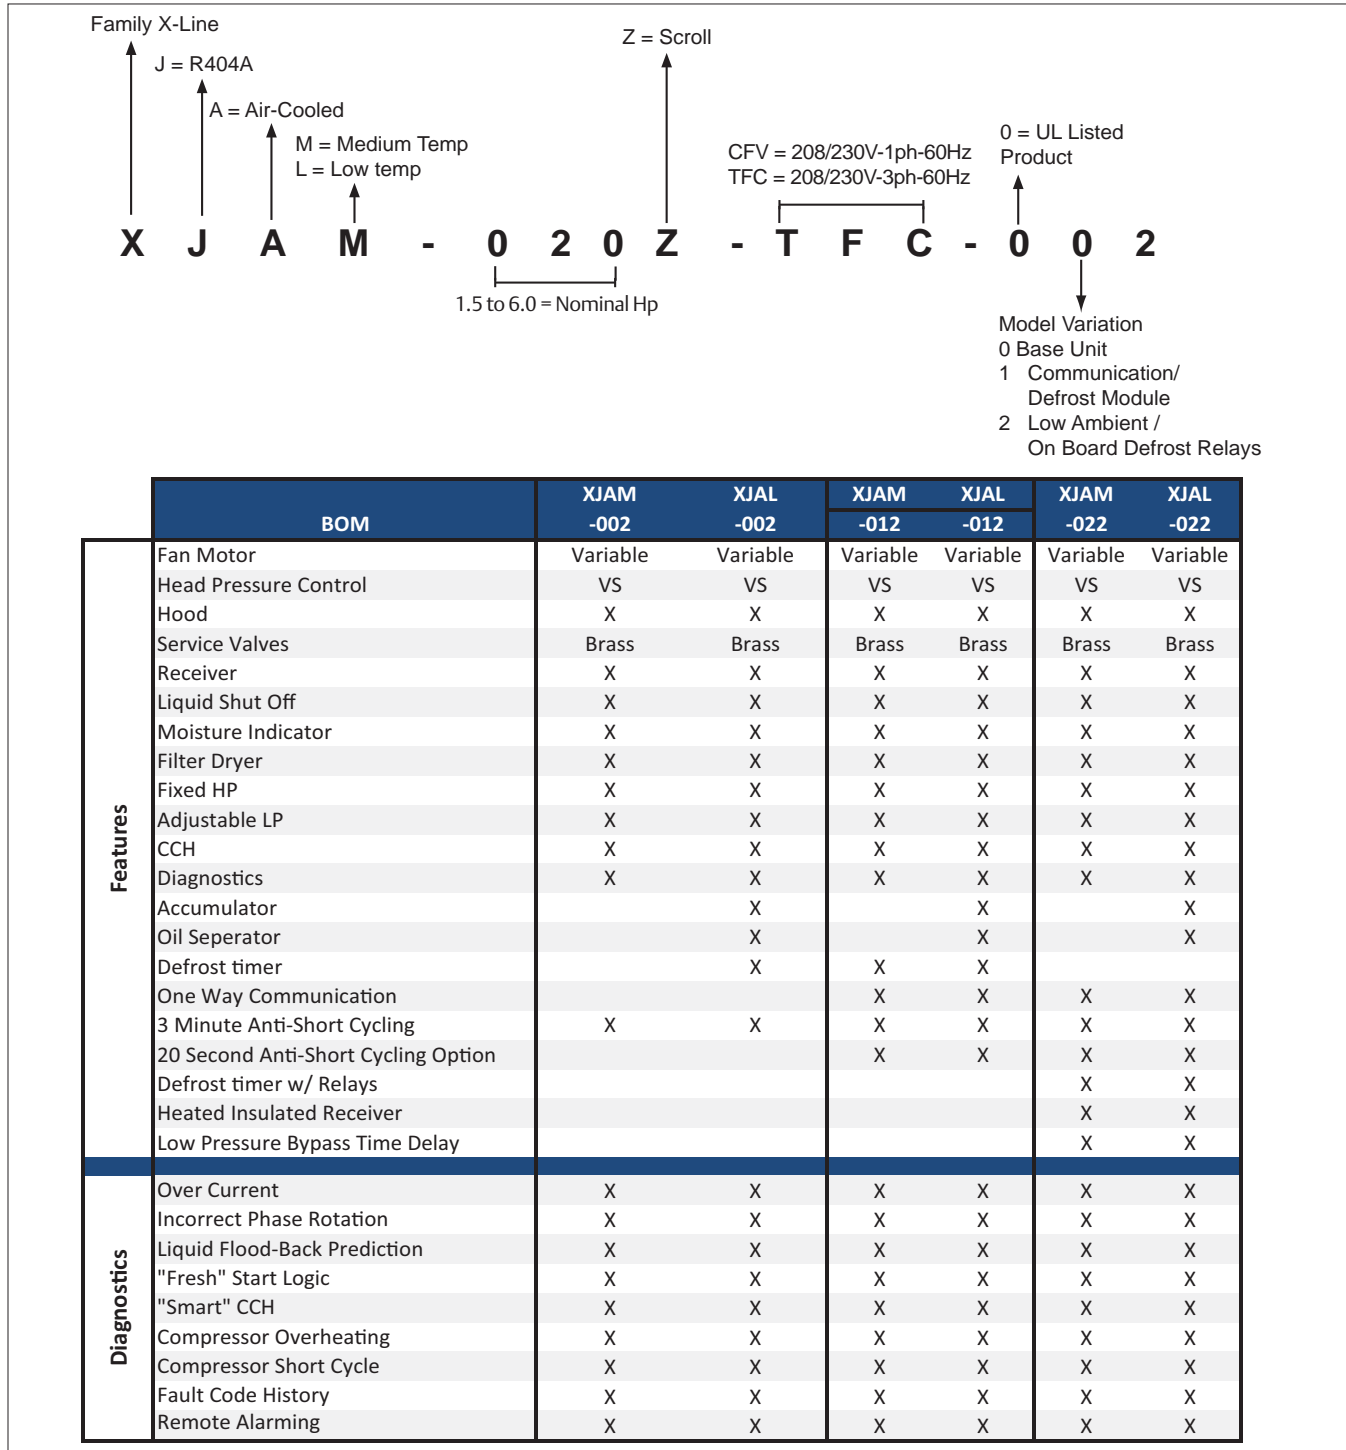 Family X-Line
Z = Scroll
J = R404A
A = Air-Cooled
M = Medium Temp
L = Low temp
CFV = 208/230V-1ph-60Hz
TFC = 208/230V-3ph-60Hz
0 = UL Listed
Product
X J A M - 0 2 0 Z - T F C - 0 0 2
1.5 to 6.0 = Nominal Hp
Model Variation
0 Base Unit
1 Communication/
Defrost Module
2 Low Ambient /
On Board Defrost Relays
XJAM XJAL XJAM XJAL XJAM XJAL
BOM -002 -002 -012 -012 -022 -022
Features
Fan Motor Variable Variable Variable Variable Variable Variable
Head Pressure Control VS VS VS VS VS VS
Hood X X X X X X
Service Valves Brass Brass Brass Brass Brass Brass
Receiver X X X X X X
Liquid Shut Off X X X X X X
Moisture Indicator X X X X X X
Filter Dryer X X X X X X
Fixed HP X X X X X X
Adjustable LP X X X X X X
CCH X X X X X X
Diagnostics X X X X X X
Accumulator X X X
Oil Seperator X X X
Defrost timer X X X
One Way Communication X X X X
3 Minute Anti-Short Cycling X X X X X X
20 Second Anti-Short Cycling Option X X X X
Defrost timer w/ Relays X X
Heated Insulated Receiver X X
Low Pressure Bypass Time Delay X X
Diagnostics
Over Current X X X X X X
Incorrect Phase Rotation X X X X X X
Liquid Flood-Back Prediction X X X X X X
"Fresh" Start Logic X X X X X X
"Smart" CCH X X X X X X
Compressor Overheating X X X X X X
Compressor Short Cycle X X X X X X
Fault Code History X X X X X X
Remote Alarming X X X X X X